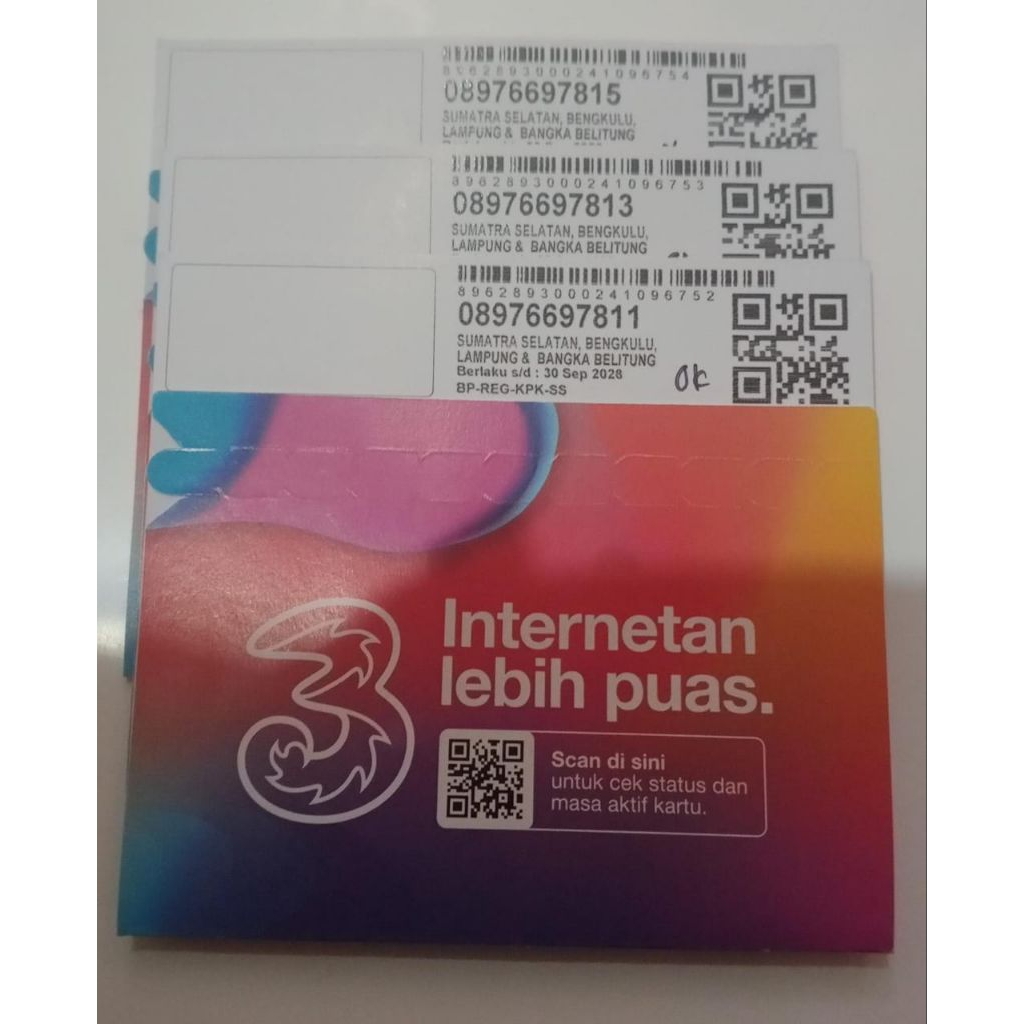 8962893000241096754
08976697815
SUMATRA SELATAN, BENGKULU,
LAMPUNG & BANGKA BELITUNG
8962893000241096753
08976697813
SUMATRA SELATAN, BENGKULU,
LAMPUNG & BANGKA BELITUNG
8962893000241096752
08976697811
SUMATRA SELATAN, BENGKULU,
LAMPUNG & BANGKA BELITUNG
Berlaku s/d : 30 Sep 2028
BP-REG-KPK-SS
OK
3
Internetan
lebih puas.
Scan di sini
untuk cek status dan
masa aktif kartu.